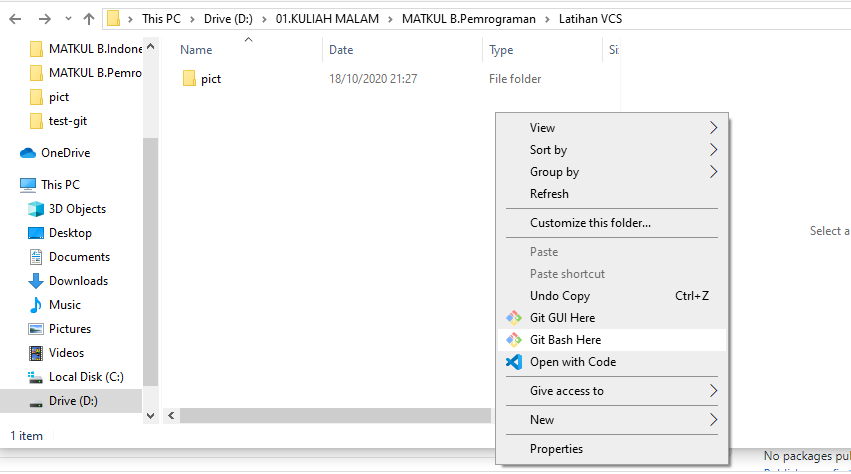 This PC > Drive (D:) > 01.KULIAH MALAM > MATKUL B.Pemrograman > Latihan VCS
MATKUL B.Indone
MATKUL B.Pemro
pict
test-git
OneDrive
This PC
3D Objects
Desktop
Documents
Downloads
Music
Pictures
Videos
Local Disk (C:)
Drive (D:)
1 item
Name Date Type Si
pict 18/10/2020 21:27 File folder
View
Sort by
Group by
Refresh
Customize this folder...
Paste
Paste shortcut
Undo Copy Ctrl+Z
Git GUI Here
Git Bash Here
Open with Code
Give access to
New
Properties
Select a
No packages pul